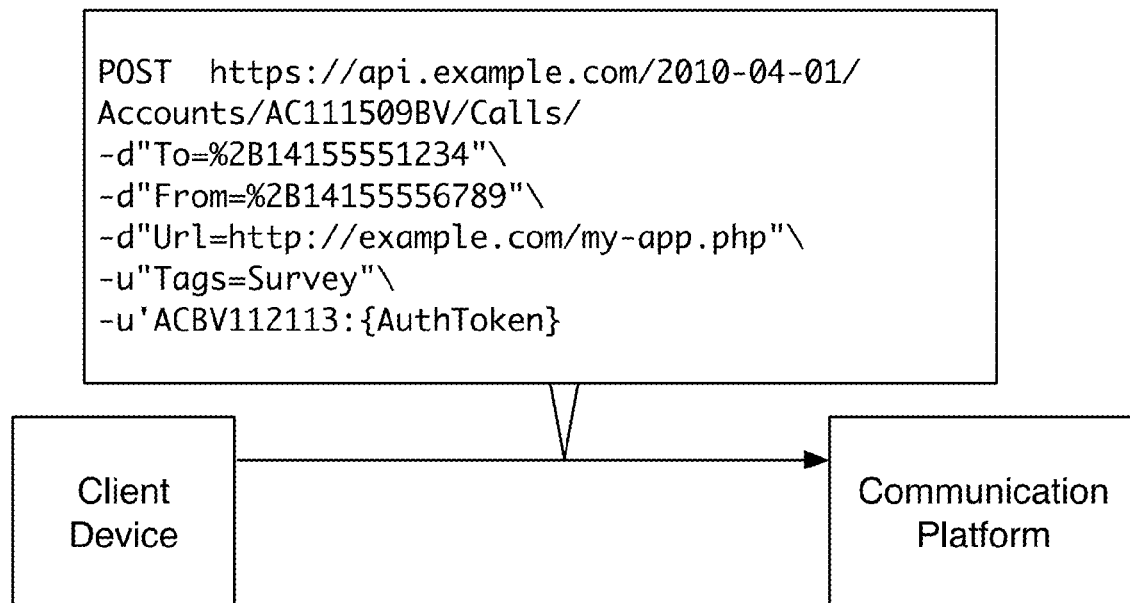 POST  https://api.example.com/2010-04-01/
Accounts/AC111509BV/Calls/
-d"To=%2B14155551234"\
-d"From=%2B14155556789"\
-d"Url=http://example.com/my-app.php"\
-u"Tags=Survey"\
-u'ACBV112113:{AuthToken}
Client
Device
Communication
Platform